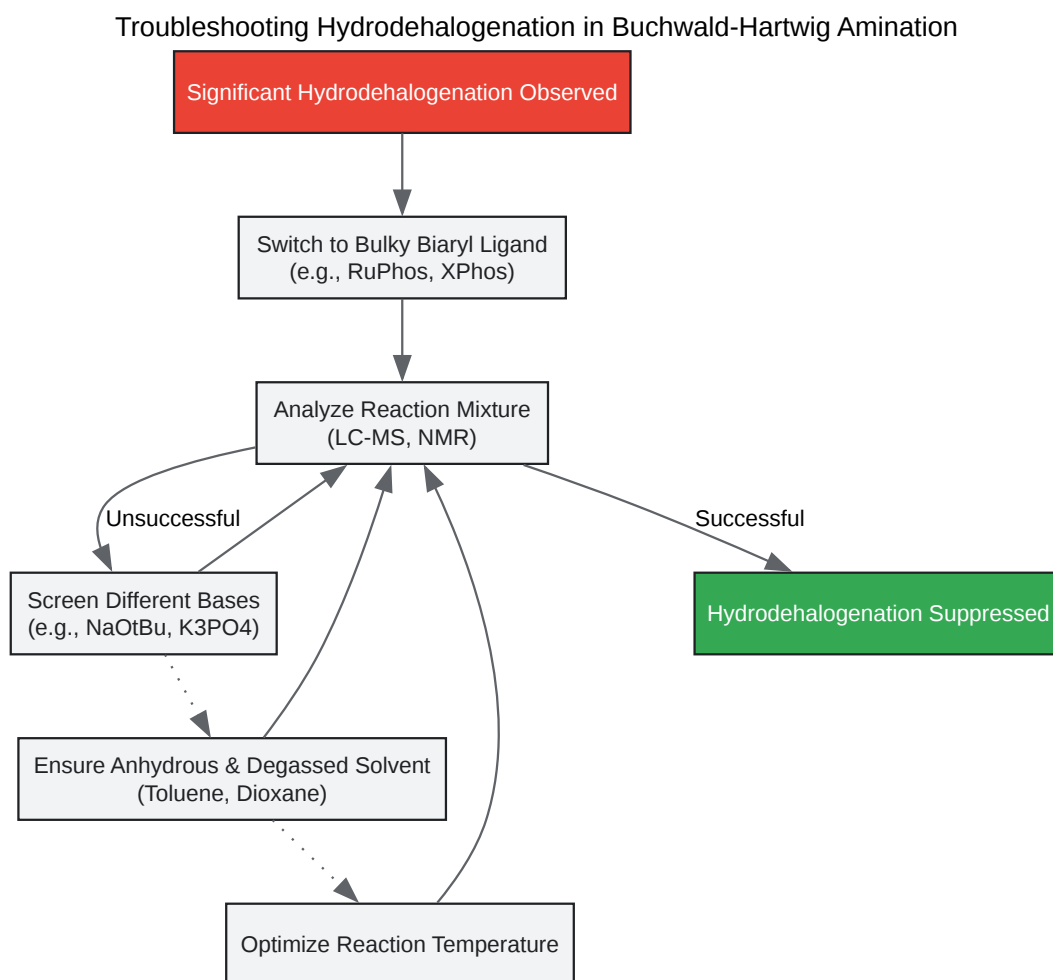 Troubleshooting Hydrodehalogenation in Buchwald-Hartwig Amination
Significant Hydrodehalogenation Observed
Switch to Bulky Biaryl Ligand
(e.g., RuPhos, XPhos)
Analyze Reaction Mixture
(LC-MS, NMR)
Unsuccessful
Successful
Screen Different Bases
(e.g., NaOtBu, K3PO4)
Hydrodehalogenation Suppressed
Ensure Anhydrous & Degassed Solvent
(Toluene, Dioxane)
Optimize Reaction Temperature